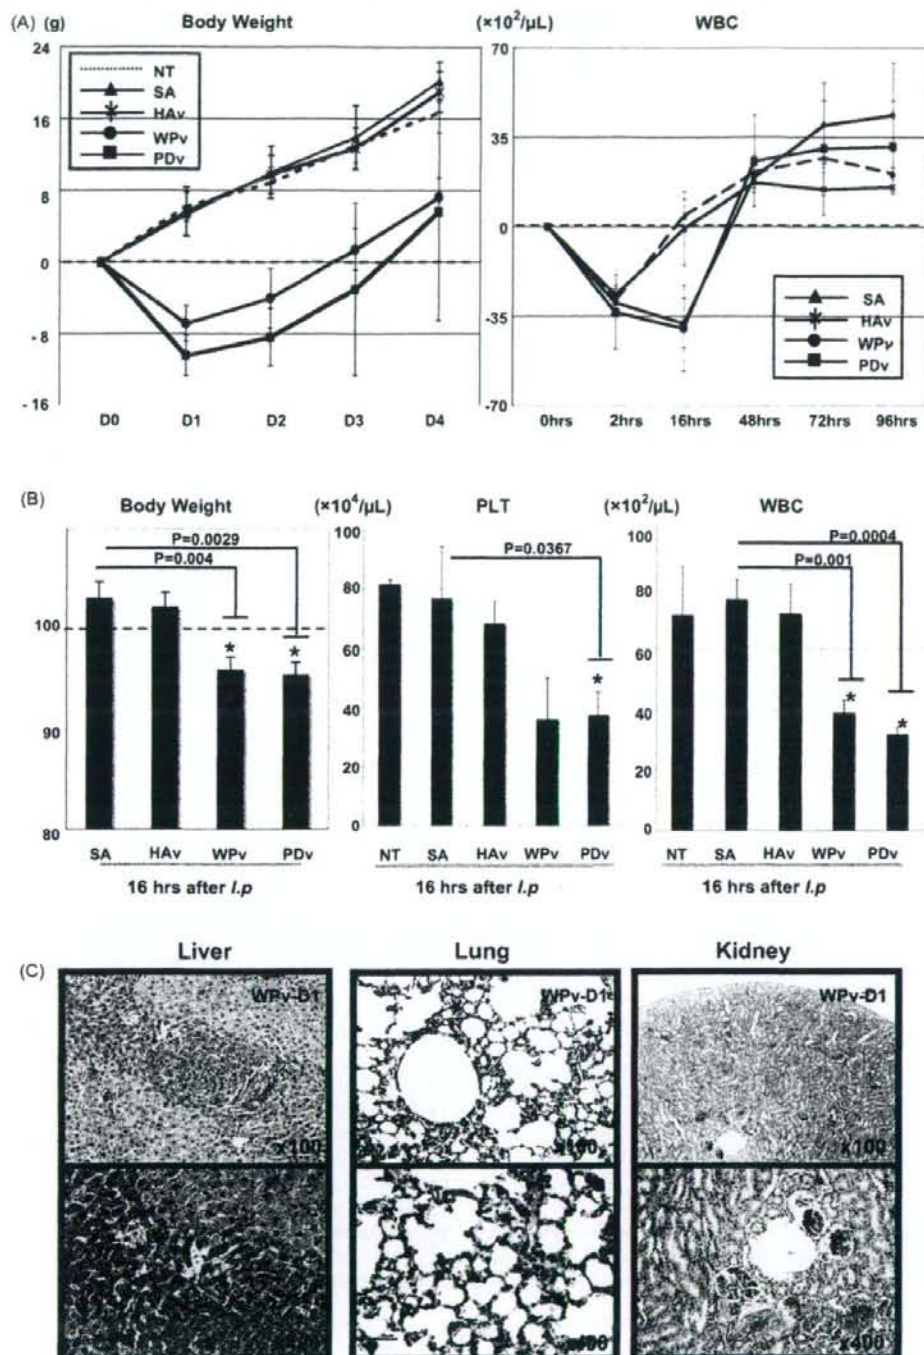 (A) (g) Body Weight
24
16
8
0
- 8
- 16
NT
SA
HAv
WPv
PDv
D0 D1 D2 D3 D4
(×10²/μL) WBC
70
35
0
-35
-70
SA
HAv
WPv
PDv
0hrs 2hrs 16hrs 48hrs 72hrs 96hrs
(B) Body Weight
100
90
80
P=0.0029
P=0.004
* *
SA HAv WPv PDv
16 hrs after I.p
(×10⁴/μL) PLT
100
80
60
40
20
0
P=0.0367
*
NT SA HAv WPv PDv
16 hrs after I.p
(×10²/μL) WBC
100
80
60
40
20
0
P=0.0004
P=0.001
* *
NT SA HAv WPv PDv
16 hrs after I.p
(C) Liver Lung Kidney
WPv-D1 WPv-D1 WPv-D1
x100 x100
x400